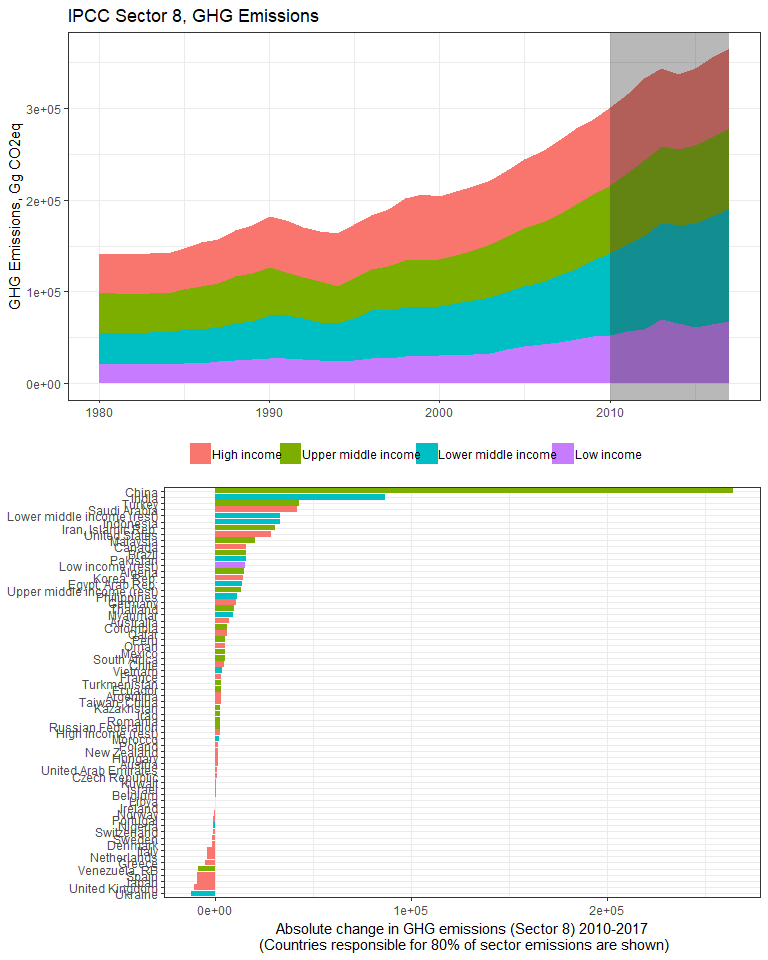 IPCC Sector 8, GHG Emissions
GHG Emissions, Gg CO2eq
3e+05
2e+05
1e+05
0e+00
1980
1990
2000
2010
High income
Upper middle income
Lower middle income
Low income
China
India
Turkey
Saudi Arabia
Lower middle income (rest)
Indonesia
Iran, Islamic Rep.
United States
Malaysia
Canada
Brazil
Pakistan
Low income (rest)
Algeria
Korea, Rep.
Egypt, Arab Rep.
Upper middle income (rest)
Philippines
Germany
Thailand
Myanmar
Australia
Colombia
Qatar
Peru
Oman
Mexico
South Africa
Chile
Vietnam
France
Turkmenistan
Ecuador
Argentina
Taiwan, China
Kazakhstan
Iraq
Romania
Russian Federation
High income (rest)
Morocco
Poland
New Zealand
Hungary
Austria
United Arab Emirates
Czech Republic
Kuwait
Israel
Belgium
Libya
Ireland
Norway
Portugal
Nigeria
Switzerland
Sweden
Denmark
Italy
Netherlands
Greece
Venezuela, RB
Spain
Japan
United Kingdom
Ukraine
0e+00
1e+05
2e+05
Absolute change in GHG emissions (Sector 8) 2010-2017
(Countries responsible for 80% of sector emissions are shown)